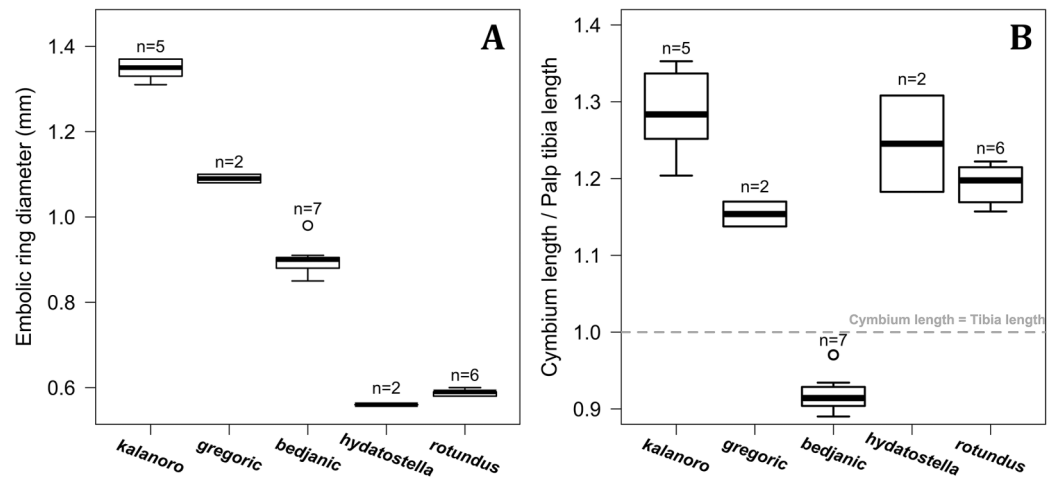 A
Embolic ring diameter (mm)
1.4
1.2
1.0
0.8
0.6
n=5
n=2
n=7
n=2
n=6
kalanoro
gregoric
bedjanic
hydatostella
rotundus
B
Cymbium length / Palp tibia length
1.4
1.3
1.2
1.1
1.0
0.9
n=5
n=2
n=7
n=2
n=6
Cymbium length = Tibia length
kalanoro
gregoric
bedjanic
hydatostella
rotundus